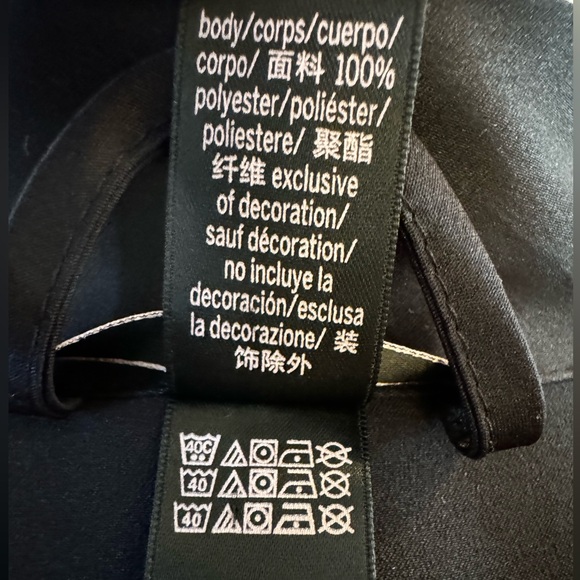 body/corps/cuerpo/
corpo/ 面料 100%
polyester/poliéster/
poliestere/ 聚酯
纤维 exclusive
of decoration/
sauf décoration/
no incluye la
decoración/esclusa
la decorazione/ 装
饰除外
40C
40
40